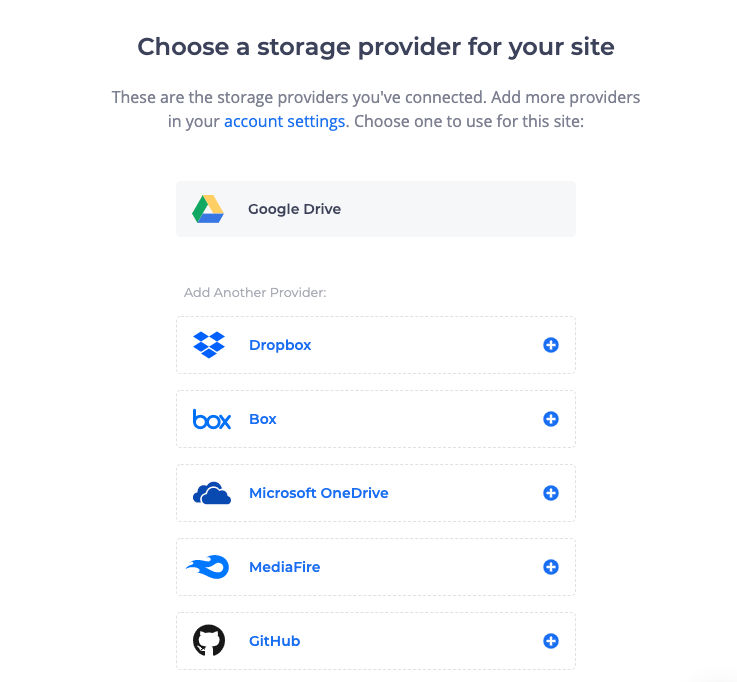 Choose a storage provider for your site
These are the storage providers you've connected. Add more providers
in your account settings. Choose one to use for this site:
Google Drive
Add Another Provider:
Dropbox
box Box
Microsoft OneDrive
MediaFire
GitHub